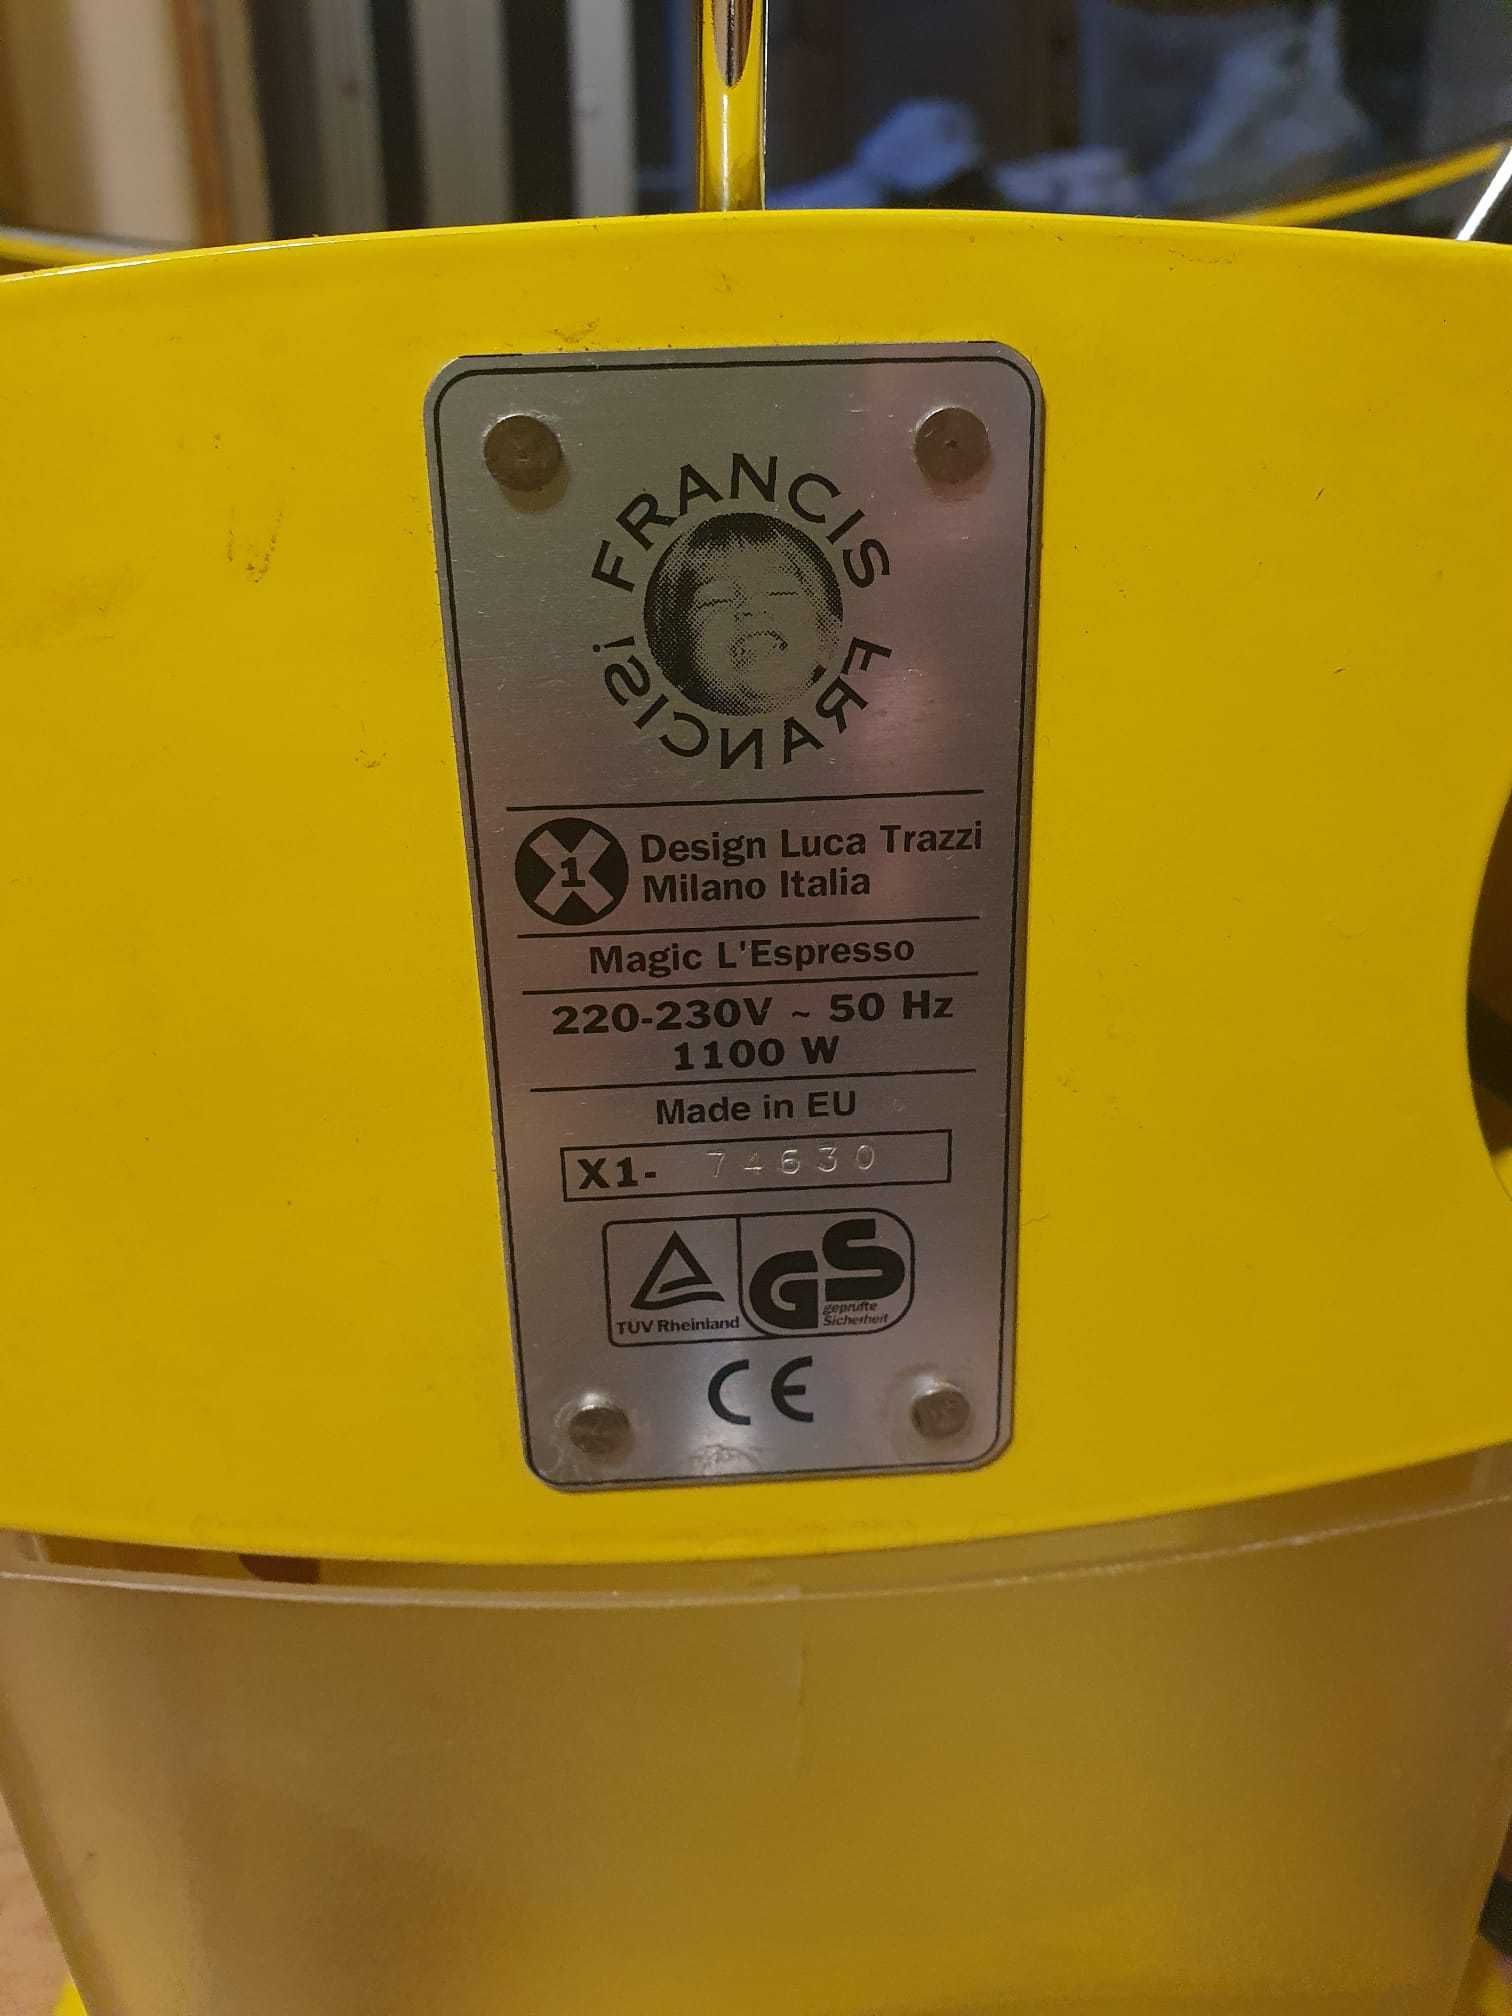 FRANCIS FRANCIS!
1
Design Luca Trazzi
Milano Italia
Magic L'Espresso
220-230V ~ 50 Hz
1100 W
Made in EU
X1- 74630
TÜV Rheinland
GS
geprüfte
Sicherheit
CE